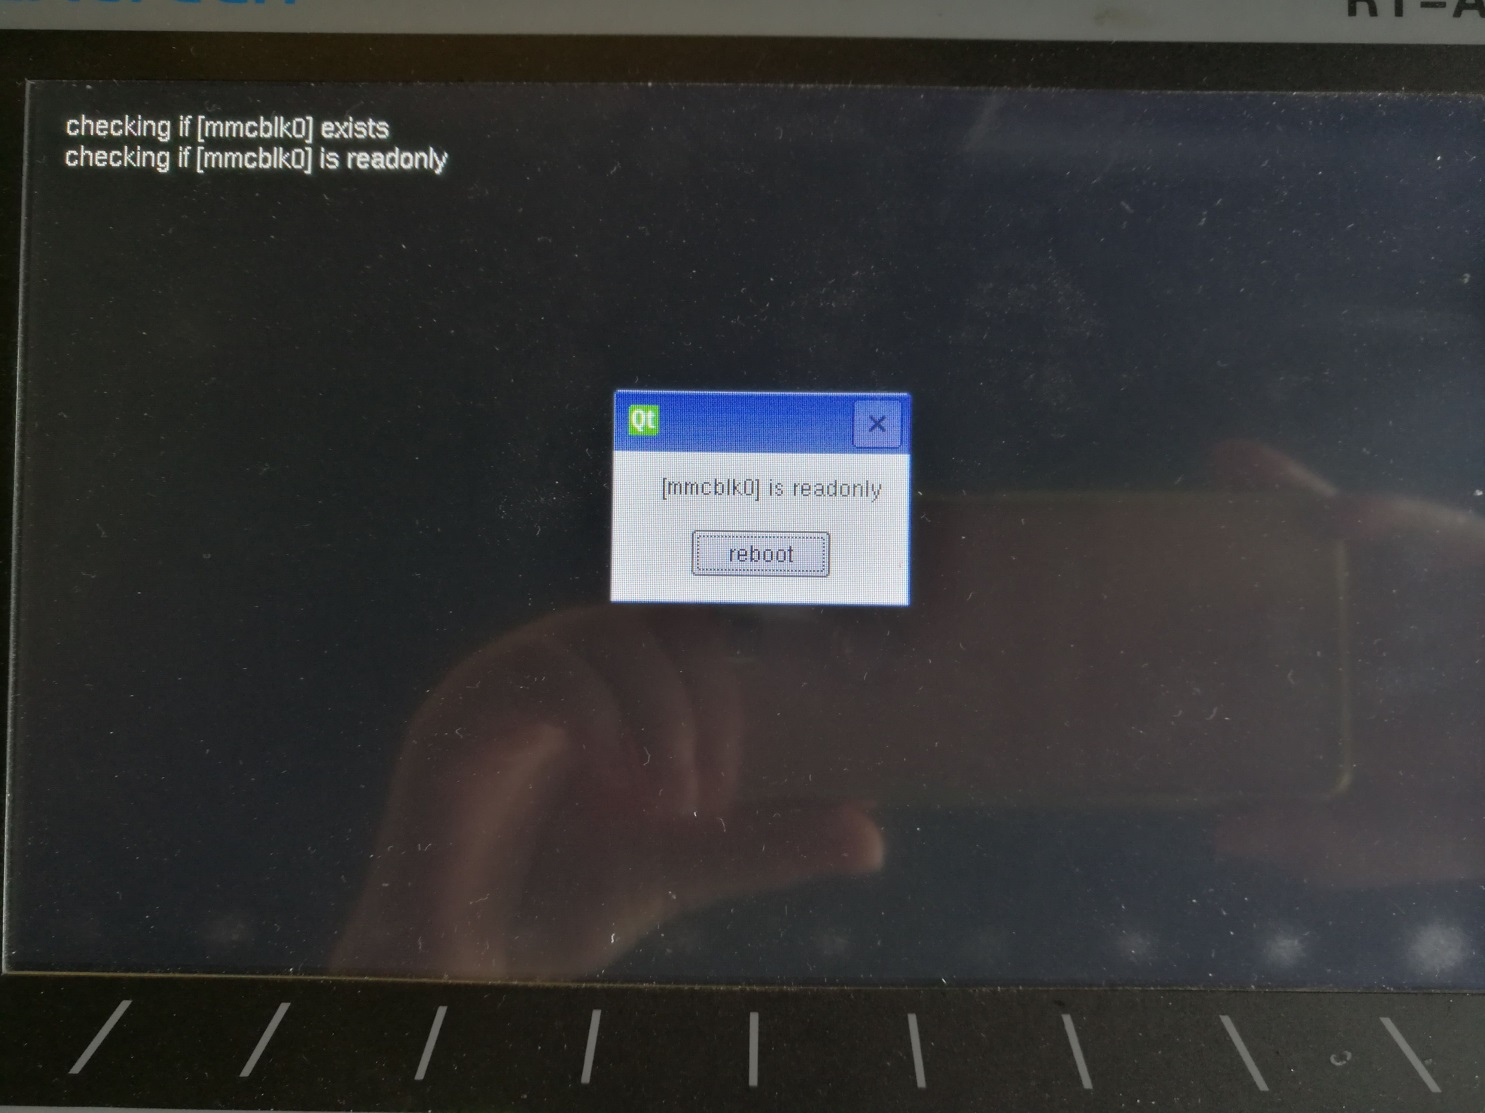 checking if [mmcblk0] exists
checking if [mmcblk0] is readonly
Qt
[mmcblk0] is readonly
reboot